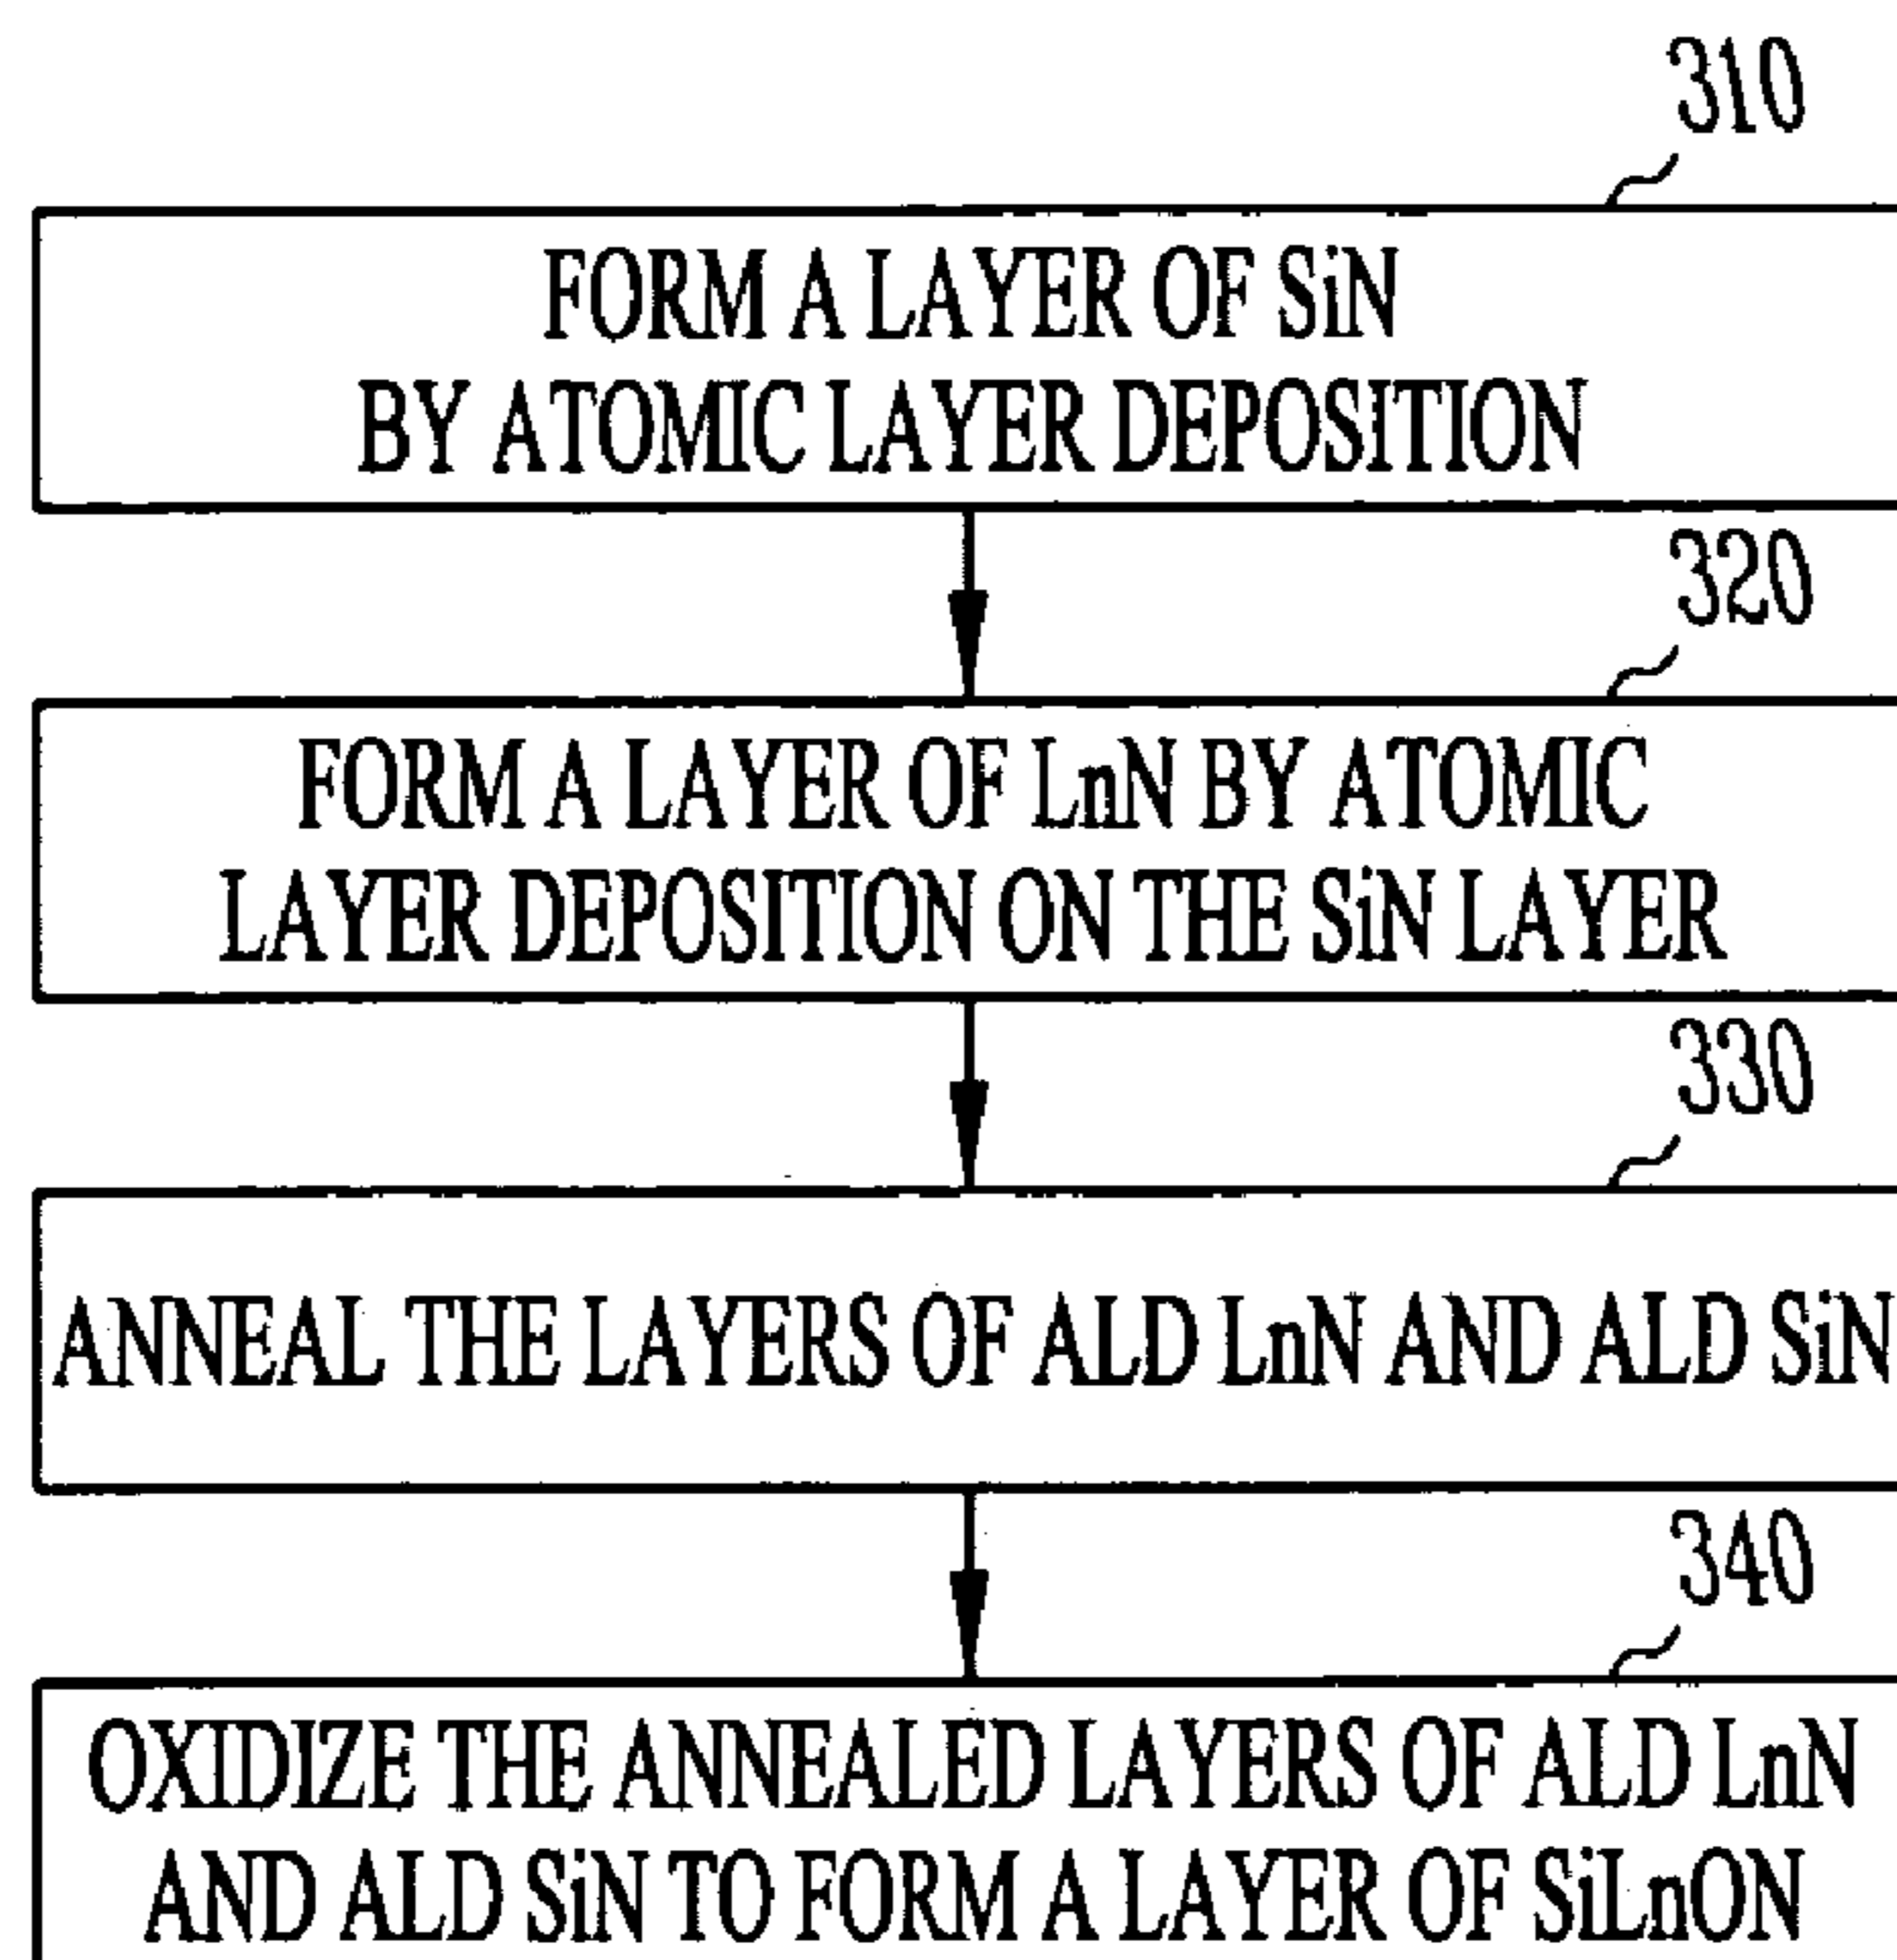 310
FORM A LAYER OF SiN
BY ATOMIC LAYER DEPOSITION
320
FORM A LAYER OF LnN BY ATOMIC
LAYER DEPOSITION ON THE SiN LAYER
330
ANNEAL THE LAYERS OF ALD LnN AND ALD SiN
340
OXIDIZE THE ANNEALED LAYERS OF ALD LnN
AND ALD SiN TO FORM A LAYER OF SiLnON